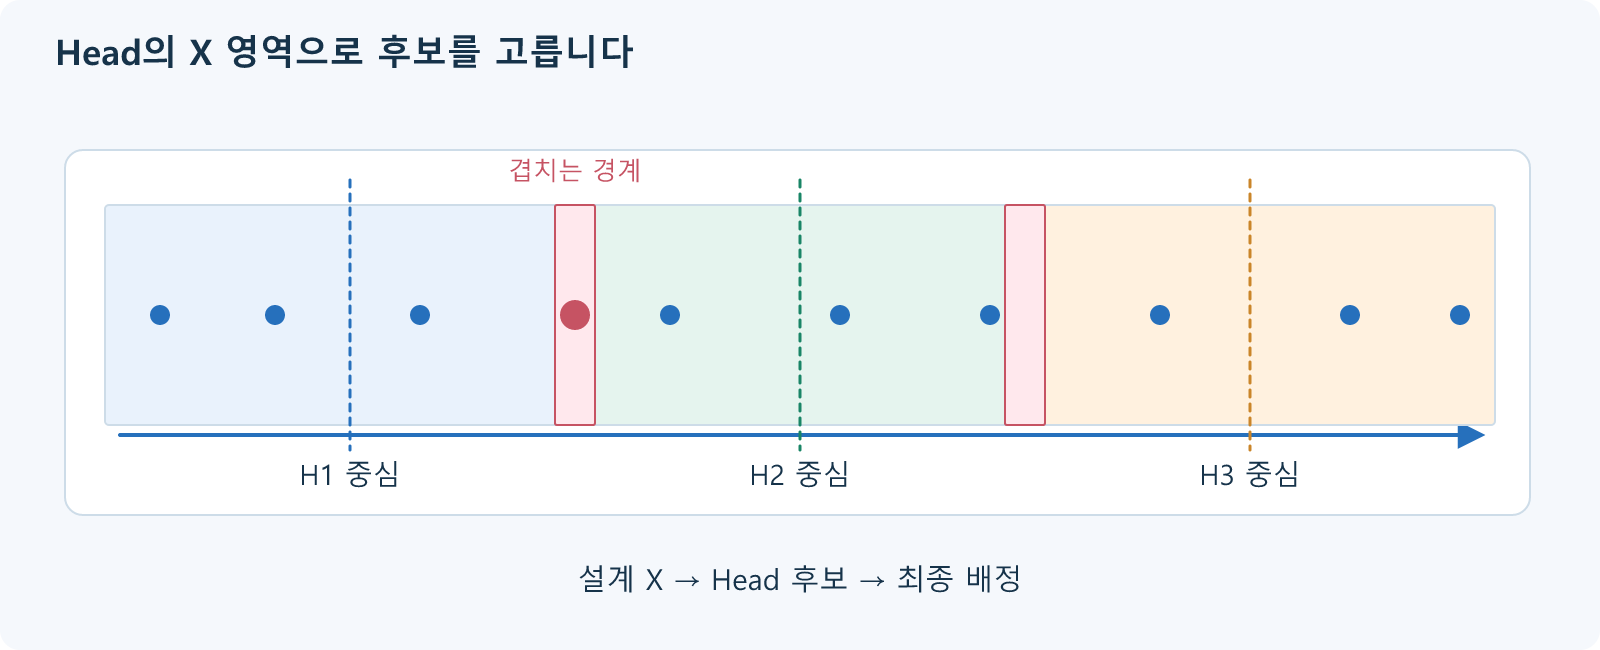 Head의 X 영역으로 후보를 고릅니다
겹치는 경계
H1 중심
H2 중심
H3 중심
설계 X → Head 후보 → 최종 배정